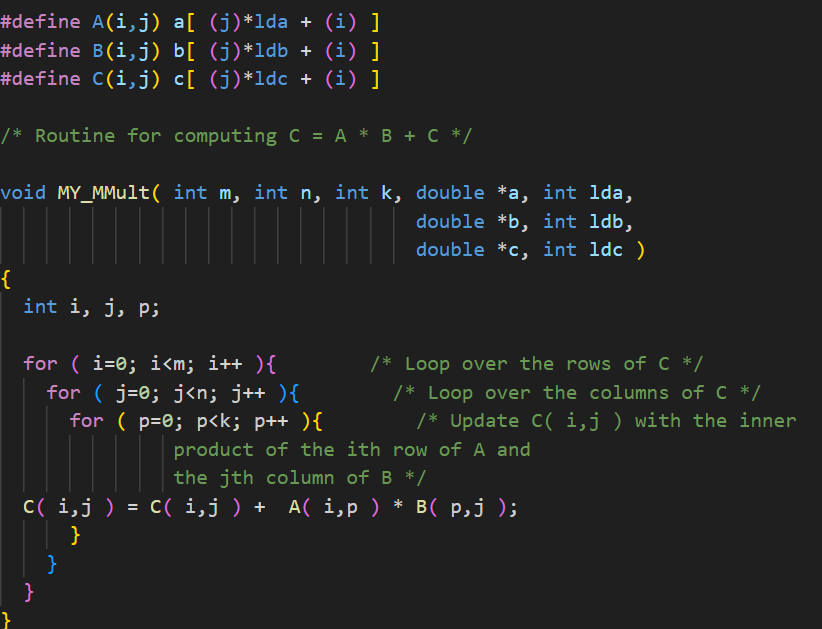 #define A(i,j) a[ (j)*lda + (i) ]
#define B(i,j) b[ (j)*ldb + (i) ]
#define C(i,j) c[ (j)*ldc + (i) ]

/* Routine for computing C = A * B + C */

void MY_MMult( int m, int n, int k, double *a, int lda,
                                    double *b, int ldb,
                                    double *c, int ldc )
{
  int i, j, p;

  for ( i=0; i<m; i++ ){        /* Loop over the rows of C */
    for ( j=0; j<n; j++ ){        /* Loop over the columns of C */
      for ( p=0; p<k; p++ ){        /* Update C( i,j ) with the inner
               product of the ith row of A and
               the jth column of B */
  C( i,j ) = C( i,j ) +  A( i,p ) * B( p,j );
      }
    }
  }
}